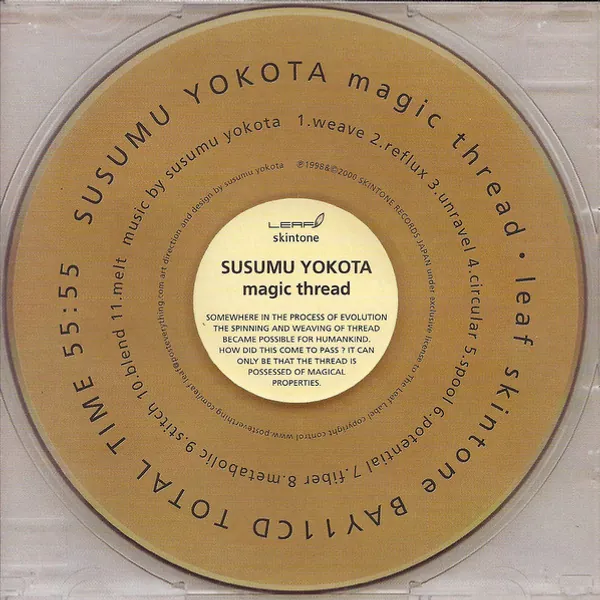 SUSUMU YOKOTA magic thread • leaf skintone BAY11CD TOTAL TIME 55:55
music by susumu yokota 1.weave 2.reflux 3.unravel 4.circular 5.spool 6.potential 7.fiber 8.metabolic 9.stitch 10.blend 11.melt
℗1998&©2000 SKINTONE RECORDS JAPAN under exclusive license to The Leaf Label copyright control www.posteverything.com/leaf leaf@posteverything.com art direction and design by susumu yokota
LEAF
skintone
SUSUMU YOKOTA
magic thread
SOMEWHERE IN THE PROCESS OF EVOLUTION
THE SPINNING AND WEAVING OF THREAD
BECAME POSSIBLE FOR HUMANKIND.
HOW DID THIS COME TO PASS ? IT CAN
ONLY BE THAT THE THREAD IS
POSSESSED OF MAGICAL
PROPERTIES.